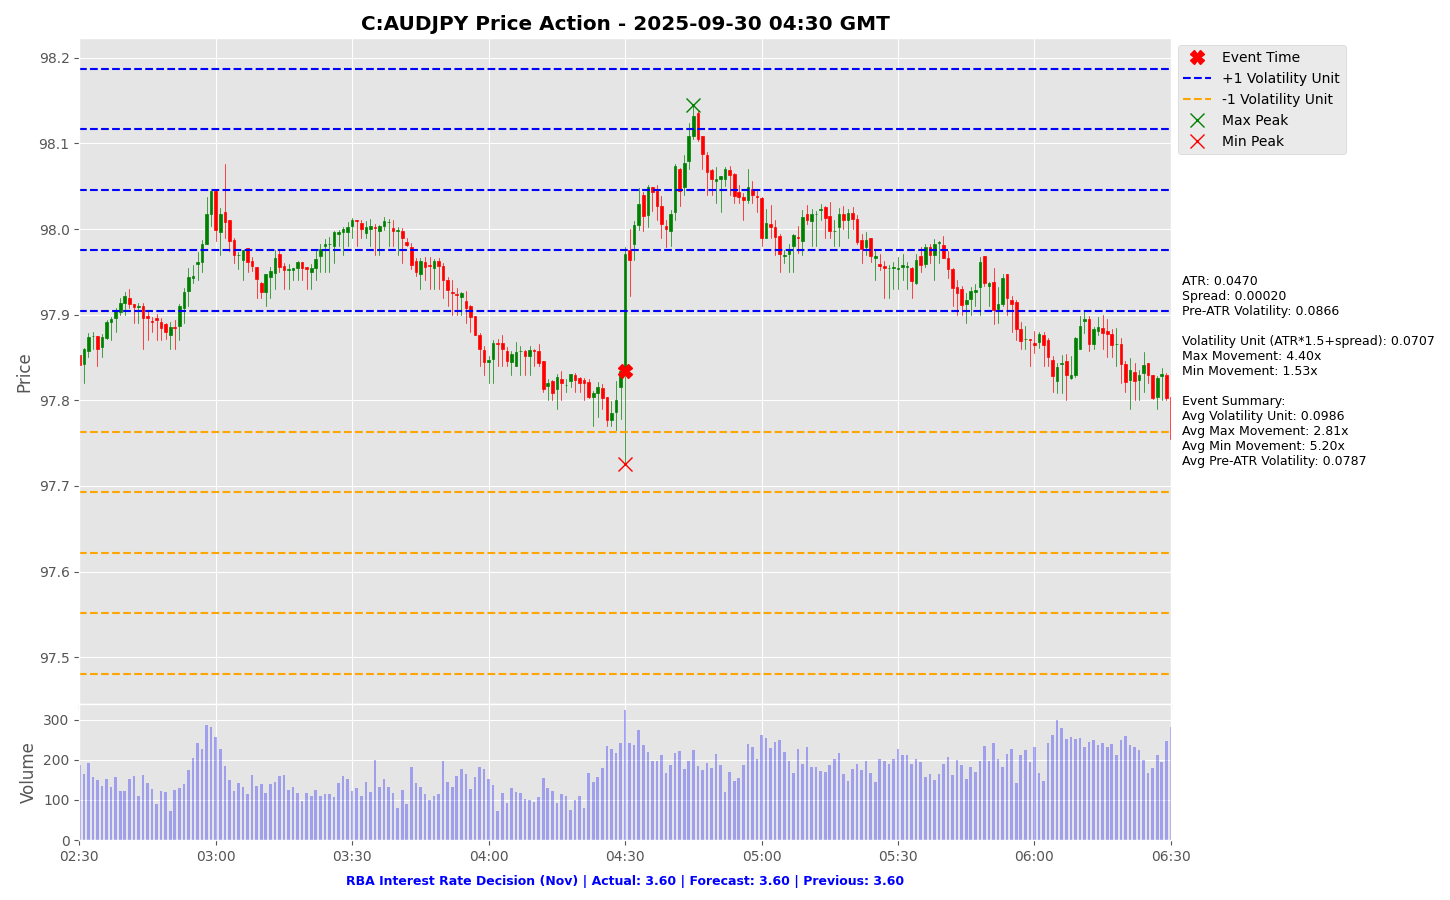 C:AUDJPY Price Action - 2025-09-30 04:30 GMT
98.2
98.1
98.0
97.9
97.8
97.7
97.6
97.5
Price
Event Time
+1 Volatility Unit
-1 Volatility Unit
Max Peak
Min Peak
ATR: 0.0470
Spread: 0.00020
Pre-ATR Volatility: 0.0866
Volatility Unit (ATR*1.5+spread): 0.0707
Max Movement: 4.40x
Min Movement: 1.53x
Event Summary:
Avg Volatility Unit: 0.0986
Avg Max Movement: 2.81x
Avg Min Movement: 5.20x
Avg Pre-ATR Volatility: 0.0787
300
200
100
0
Volume
02:30 03:00 03:30 04:00 04:30 05:00 05:30 06:00 06:30
RBA Interest Rate Decision (Nov) | Actual: 3.60 | Forecast: 3.60 | Previous: 3.60